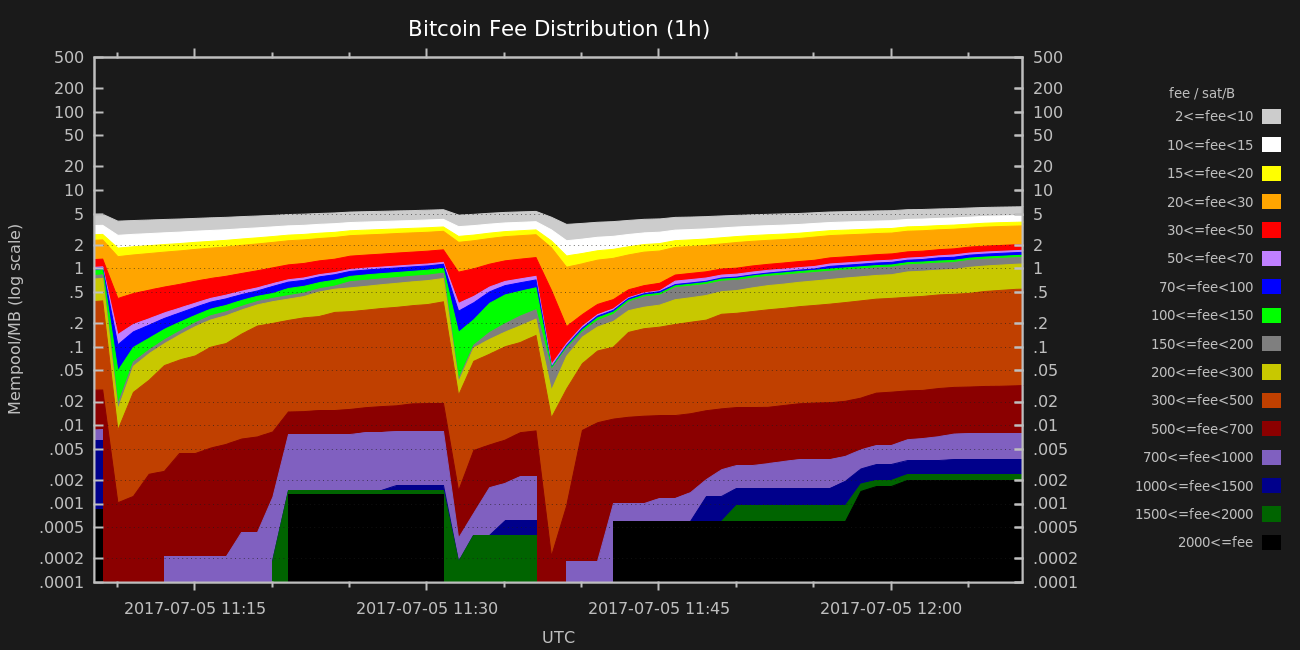 Bitcoin Fee Distribution (1h)
Mempool/MB (log scale)
500
200
100
50
20
10
5
2
1
.5
.2
.1
.05
.02
.01
.005
.002
.001
.0005
.0002
.0001
500
200
100
50
20
10
5
2
1
.5
.2
.1
.05
.02
.01
.005
.002
.001
.0005
.0002
.0001
2017-07-05 11:15
2017-07-05 11:30
2017-07-05 11:45
2017-07-05 12:00
UTC
fee / sat/B
2<=fee<10
10<=fee<15
15<=fee<20
20<=fee<30
30<=fee<50
50<=fee<70
70<=fee<100
100<=fee<150
150<=fee<200
200<=fee<300
300<=fee<500
500<=fee<700
700<=fee<1000
1000<=fee<1500
1500<=fee<2000
2000<=fee